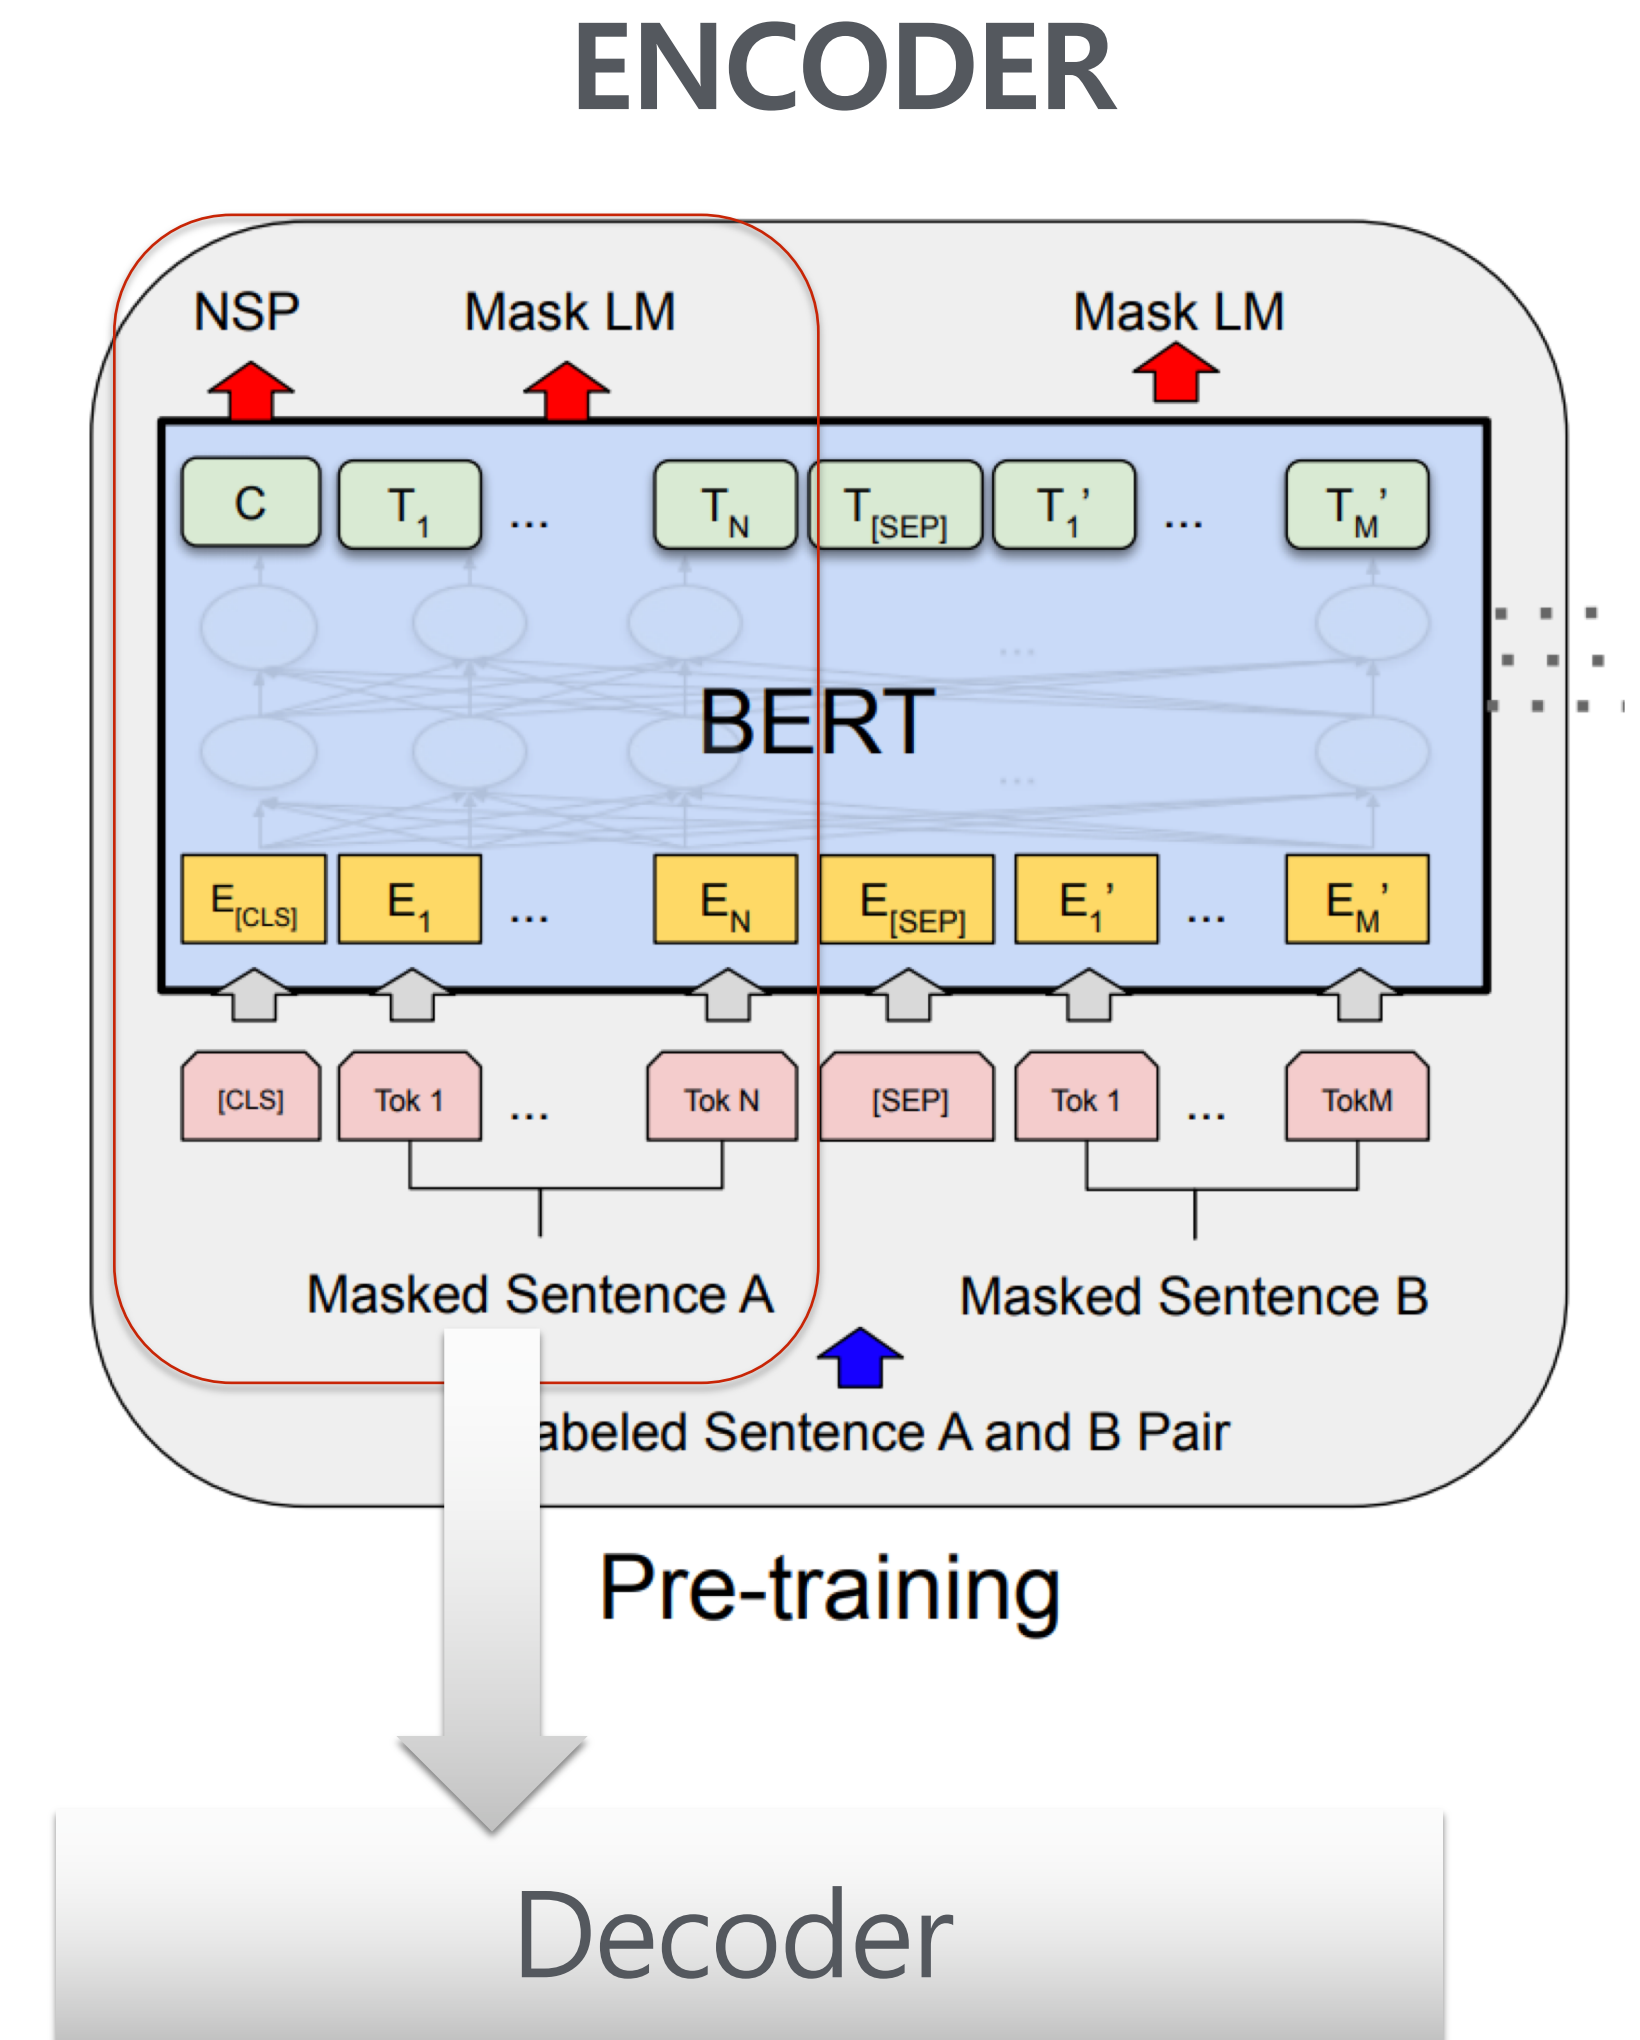 ENCODER
NSP Mask LM Mask LM
C T1 ... TN T[SEP] T1’ ... TM’
...
BERT
...
E[CLS] E1 ... EN E[SEP] E1’ ... EM’
[CLS] Tok 1 ... Tok N [SEP] Tok 1 ... TokM
Masked Sentence A Masked Sentence B
abeled Sentence A and B Pair
Pre-training
Decoder